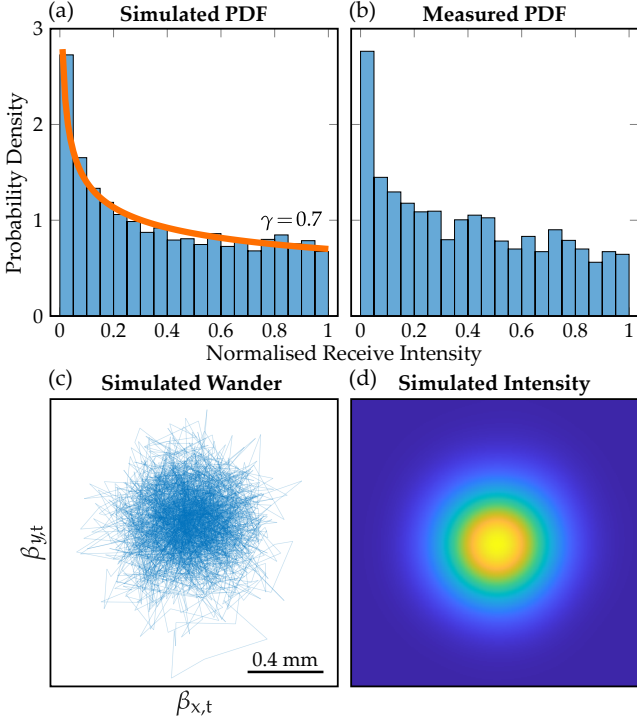 (a) Simulated PDF (b) Measured PDF
3
2
1
0
Probability Density
γ = 0.7
0 0.2 0.4 0.6 0.8 1 0 0.2 0.4 0.6 0.8 1
Normalised Receive Intensity
(c) Simulated Wander (d) Simulated Intensity
βy,t
0.4 mm
βx,t